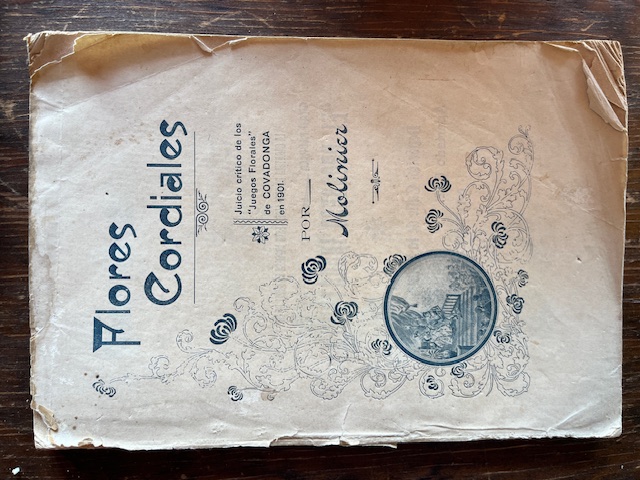 Flores
Cordiales
Juicio crítico de los
"Juegos Florales"
de COVADONGA
en 1901.
POR
Molinier